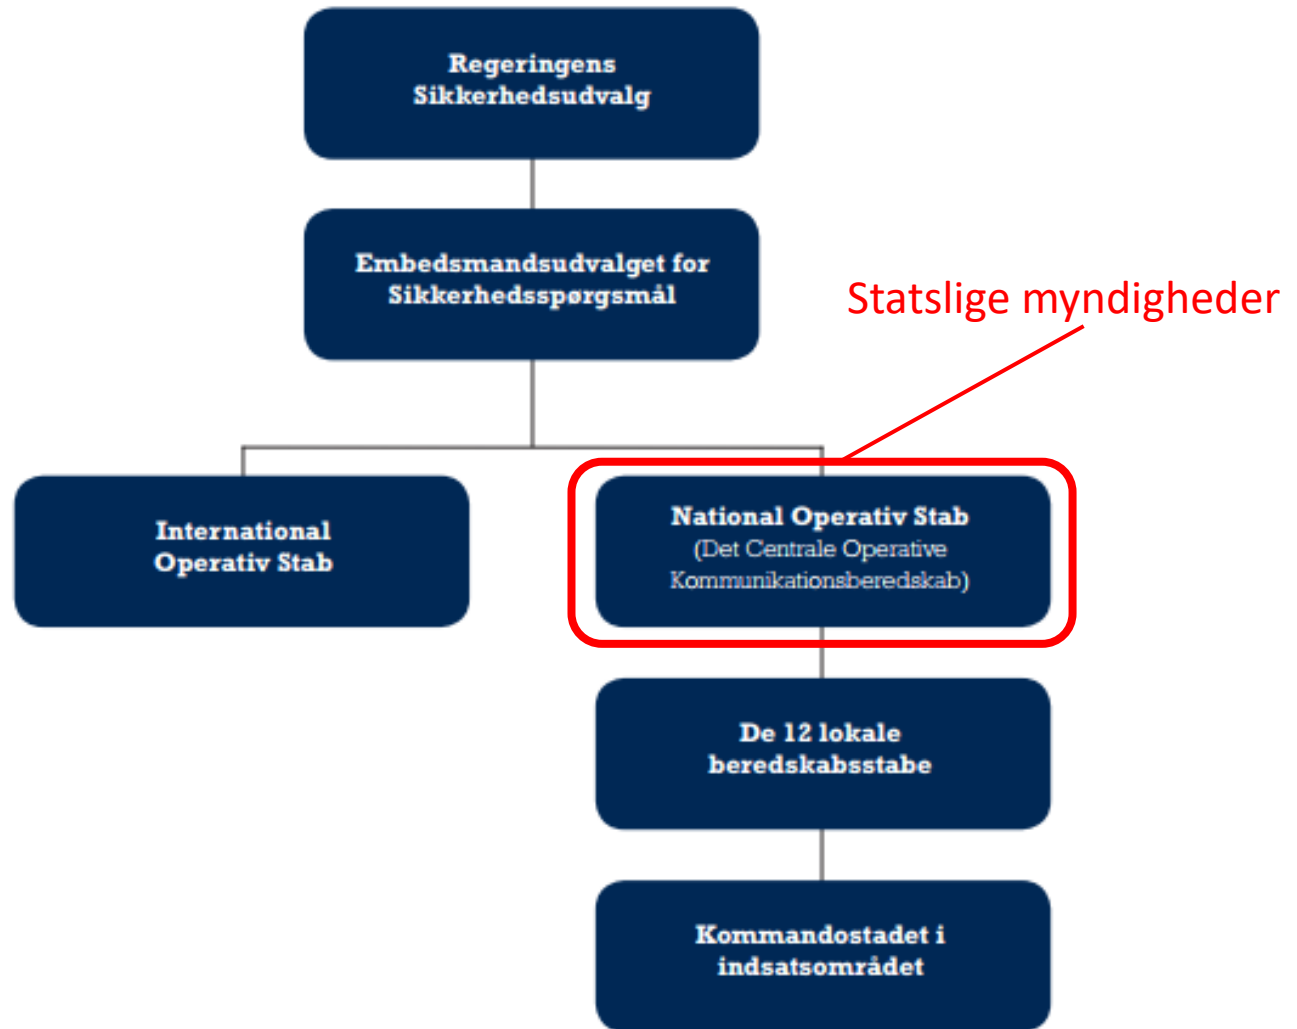 Regeringens
Sikkerhedsudvalg
Embedsmandsudvalget for
Sikkerhedsspørgsmål
Statslige myndigheder
International
Operativ Stab
National Operativ Stab
(Det Centrale Operative
Kommunikationsberedskab)
De 12 lokale
beredskabsstabe
Kommandostadet i
indsatsområdet